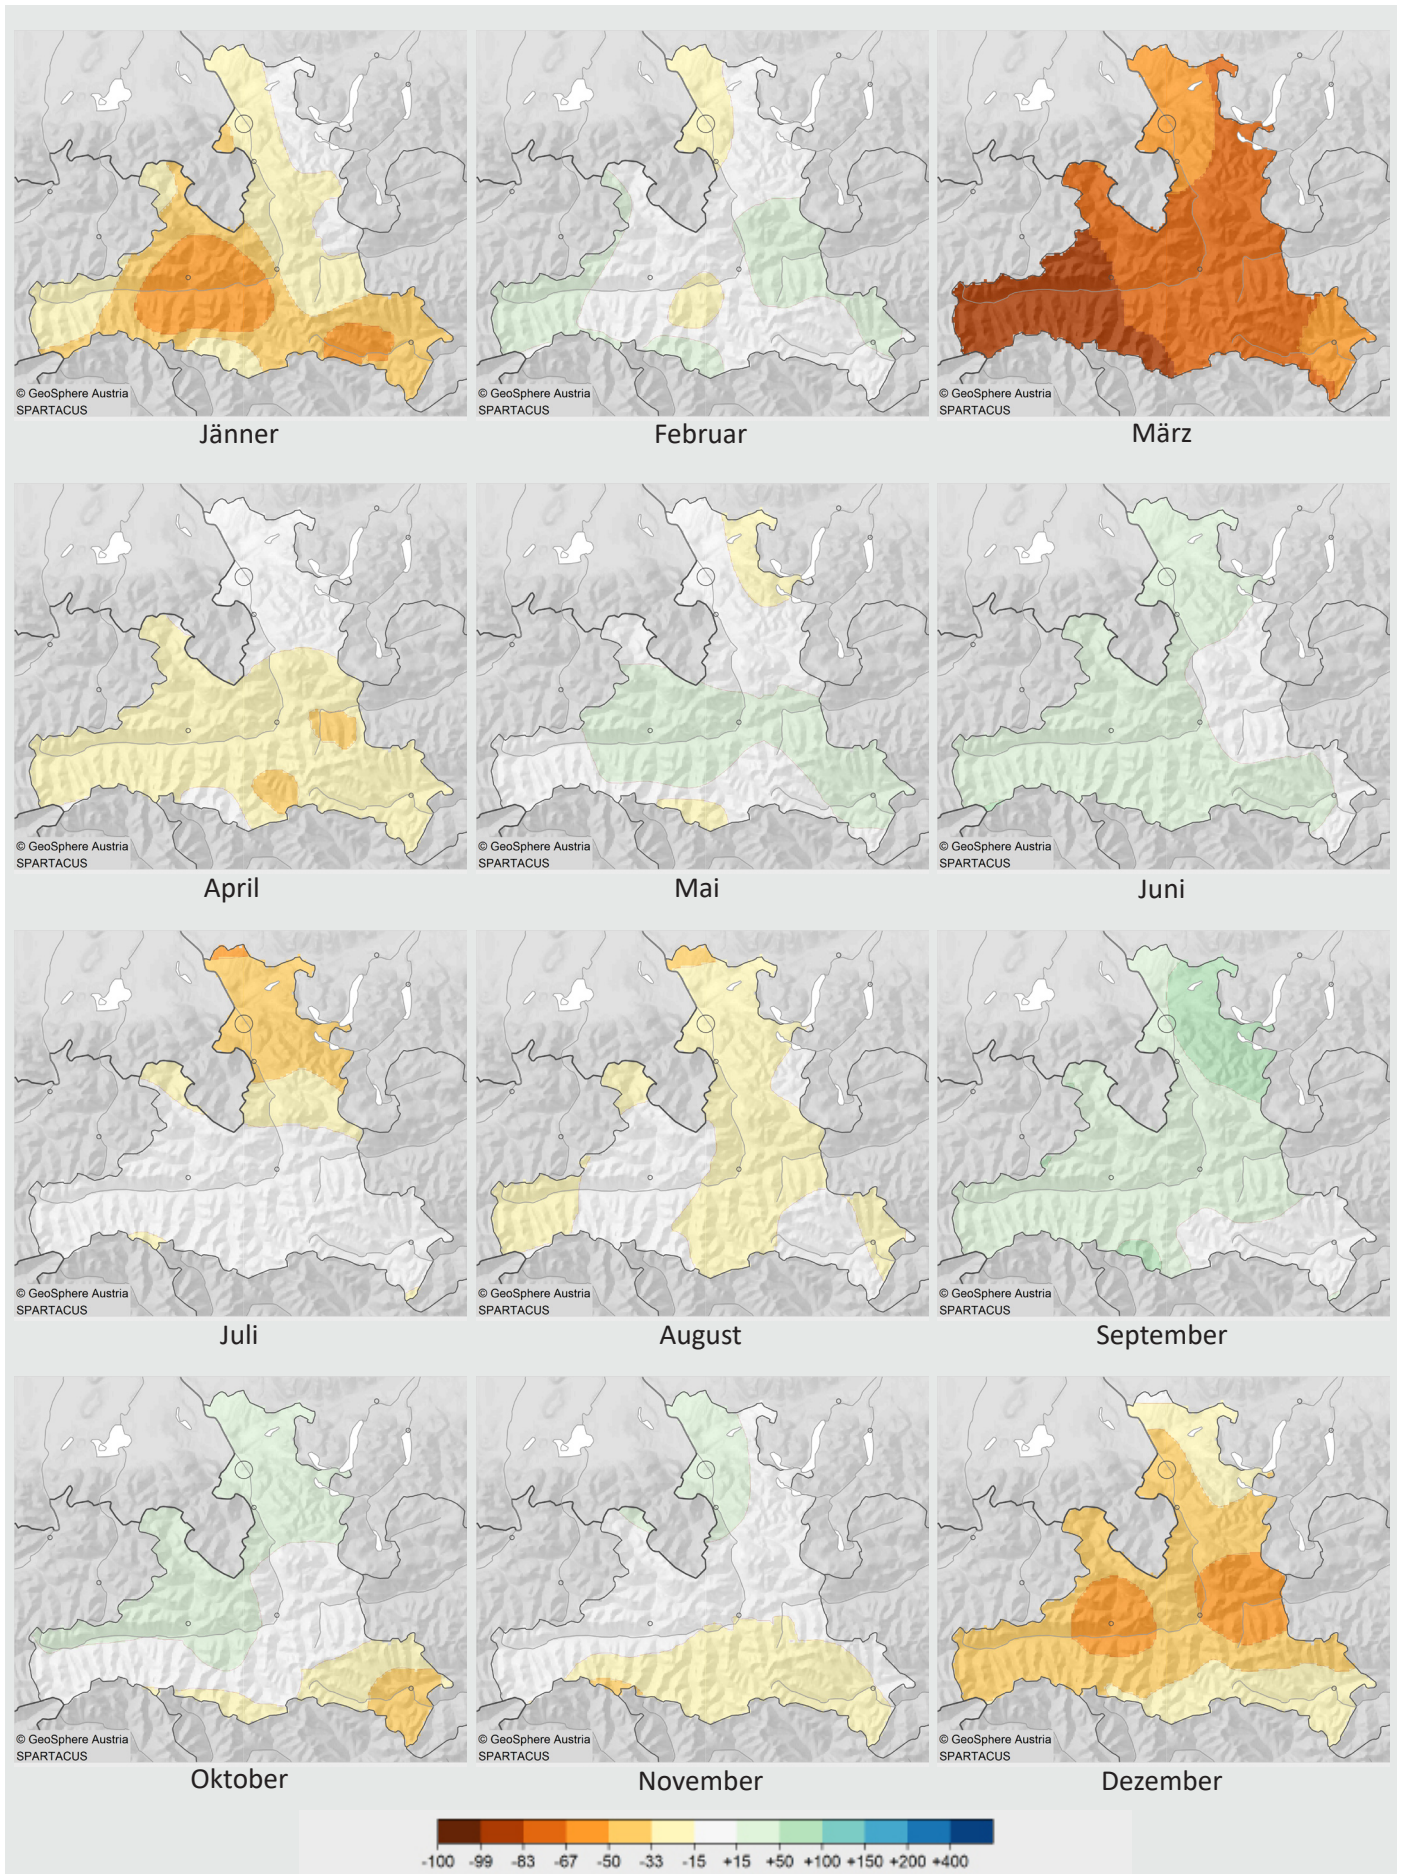 © GeoSphere Austria
SPARTACUS
Jänner
© GeoSphere Austria
SPARTACUS
Februar
© GeoSphere Austria
SPARTACUS
März
© GeoSphere Austria
SPARTACUS
April
© GeoSphere Austria
SPARTACUS
Mai
© GeoSphere Austria
SPARTACUS
Juni
© GeoSphere Austria
SPARTACUS
Juli
© GeoSphere Austria
SPARTACUS
August
© GeoSphere Austria
SPARTACUS
September
© GeoSphere Austria
SPARTACUS
Oktober
© GeoSphere Austria
SPARTACUS
November
© GeoSphere Austria
SPARTACUS
Dezember
-100 -99 -83 -67 -50 -33 -15 +15 +50 +100 +150 +200 +400